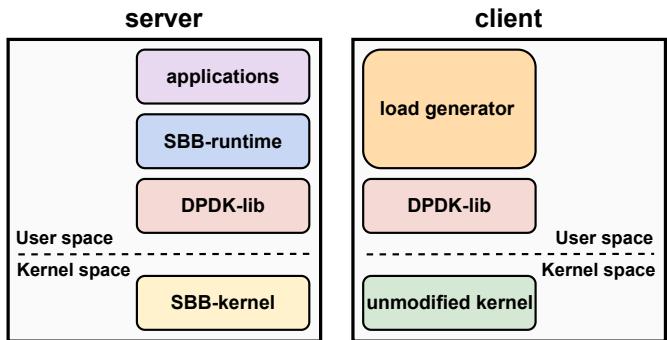 server
client
applications
load generator
SBB-runtime
DPDK-lib
DPDK-lib
User space
User space
Kernel space
Kernel space
SBB-kernel
unmodified kernel